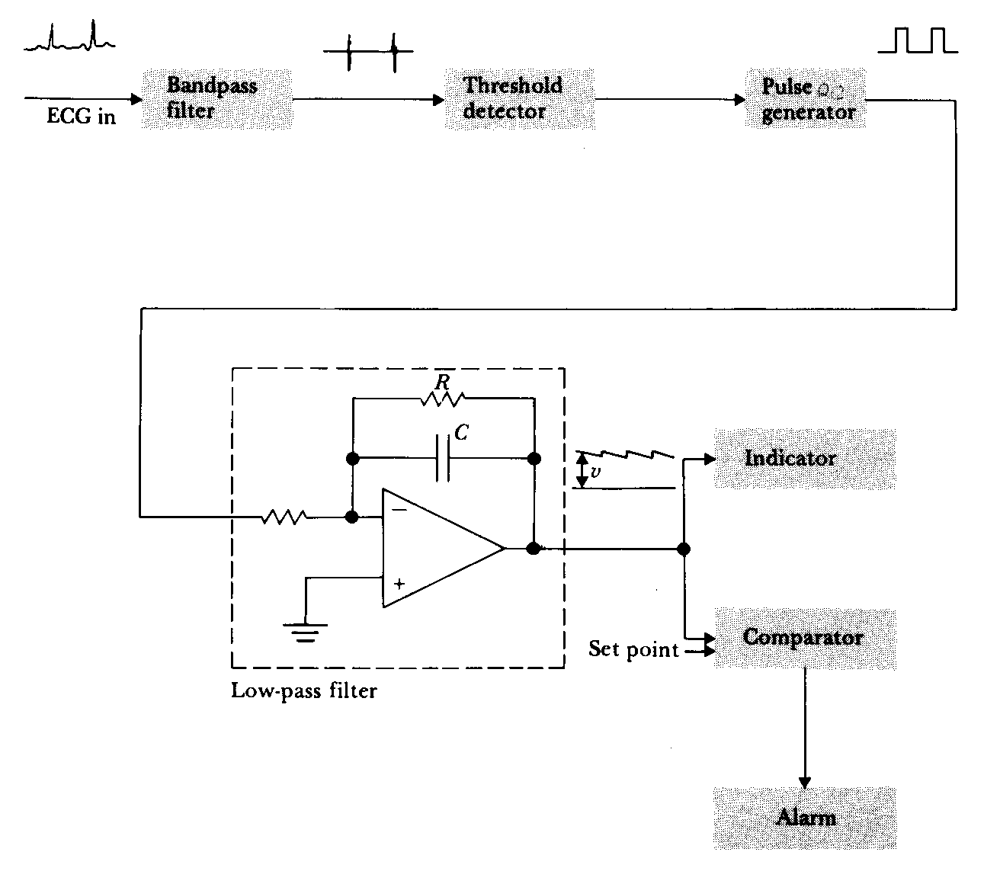 Bandpass
filter
Threshold
detector
Pulse
generator
ECG in
R
C
v
Indicator
−
+
Set point
Comparator
Low-pass filter
Alarm